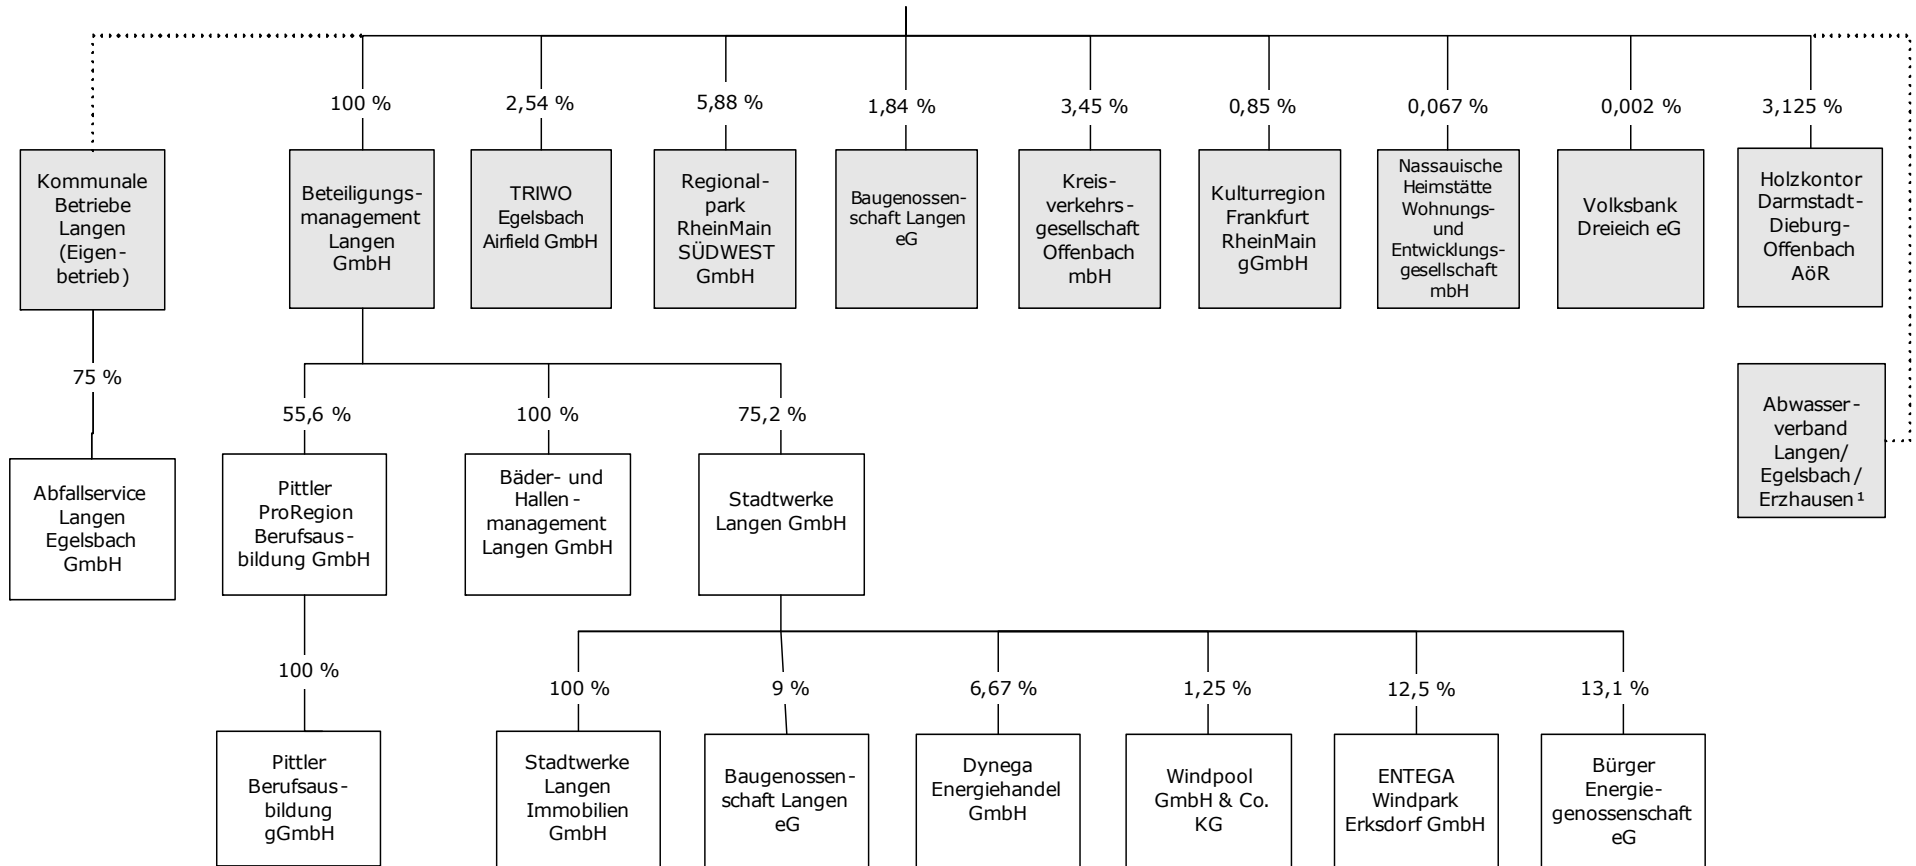 100 %
2,54 %
5,88 %
1,84 %
3,45 %
0,85 %
0,067 %
0,002 %
3,125 %
Kommunale
Betriebe
Langen
(Eigen-
betrieb)
Beteiligungs-
management
Langen
GmbH
TRIWO
Egelsbach
Airfield GmbH
Regional-
park
RheinMain
SÜDWEST
GmbH
Baugenossen-
schaft Langen
eG
Kreis-
verkehrs-
gesellschaft
Offenbach
mbH
Kulturregion
Frankfurt
RheinMain
gGmbH
Nassauische
Heimstätte
Wohnungs-
und
Entwicklungs-
gesellschaft
mbH
Volksbank
Dreieich eG
Holzkontor
Darmstadt-
Dieburg-
Offenbach
AöR
75 %
55,6 %
100 %
75,2 %
Abfallservice
Langen
Egelsbach
GmbH
Pittler
ProRegion
Berufsaus-
bildung GmbH
Bäder- und
Hallen-
management
Langen GmbH
Stadtwerke
Langen GmbH
Abwasser-
verband
Langen/
Egelsbach/
Erzhausen¹
100 %
100 %
9 %
6,67 %
1,25 %
12,5 %
13,1 %
Pittler
Berufsaus-
bildung
gGmbH
Stadtwerke
Langen
Immobilien
GmbH
Baugenossen-
schaft Langen
eG
Dynega
Energiehandel
GmbH
Windpool
GmbH & Co.
KG
ENTEGA
Windpark
Erksdorf GmbH
Bürger
Energie-
genossenschaft
eG